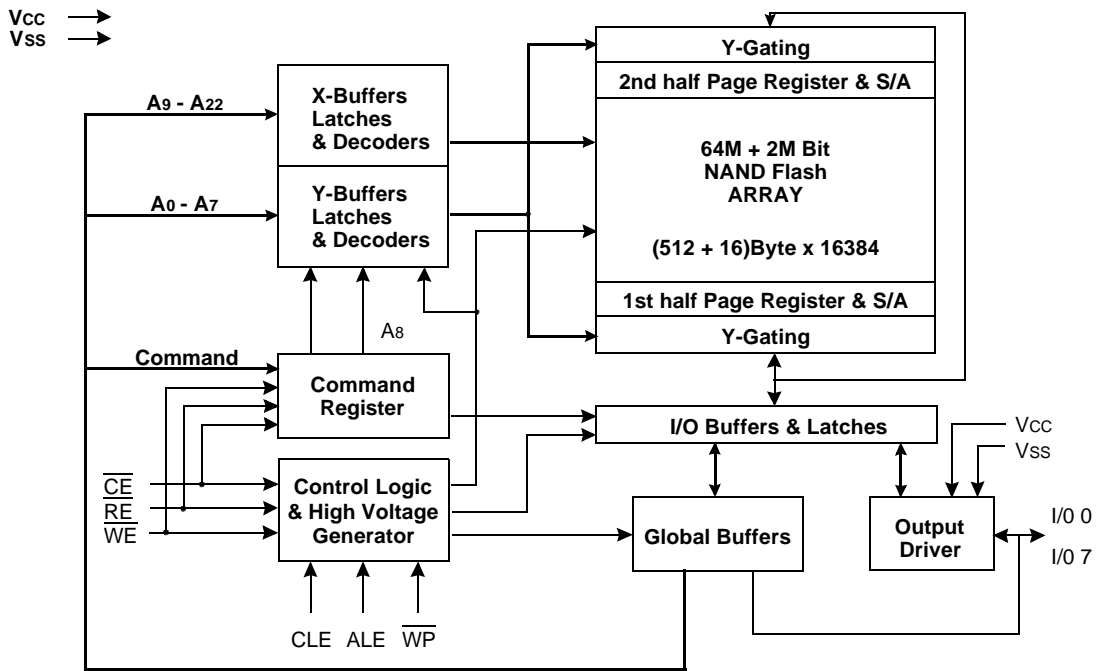 VCC
VSS
Y-Gating
2nd half Page Register & S/A
64M + 2M Bit
NAND Flash
ARRAY
(512 + 16)Byte x 16384
1st half Page Register & S/A
Y-Gating
A9 - A22
X-Buffers
Latches
& Decoders
A0 - A7
Y-Buffers
Latches
& Decoders
A8
Command
Command
Register
I/O Buffers & Latches
VCC
VSS
CE
RE
WE
Control Logic
& High Voltage
Generator
Global Buffers
Output
Driver
I/0 0
I/0 7
CLE
ALE
WP